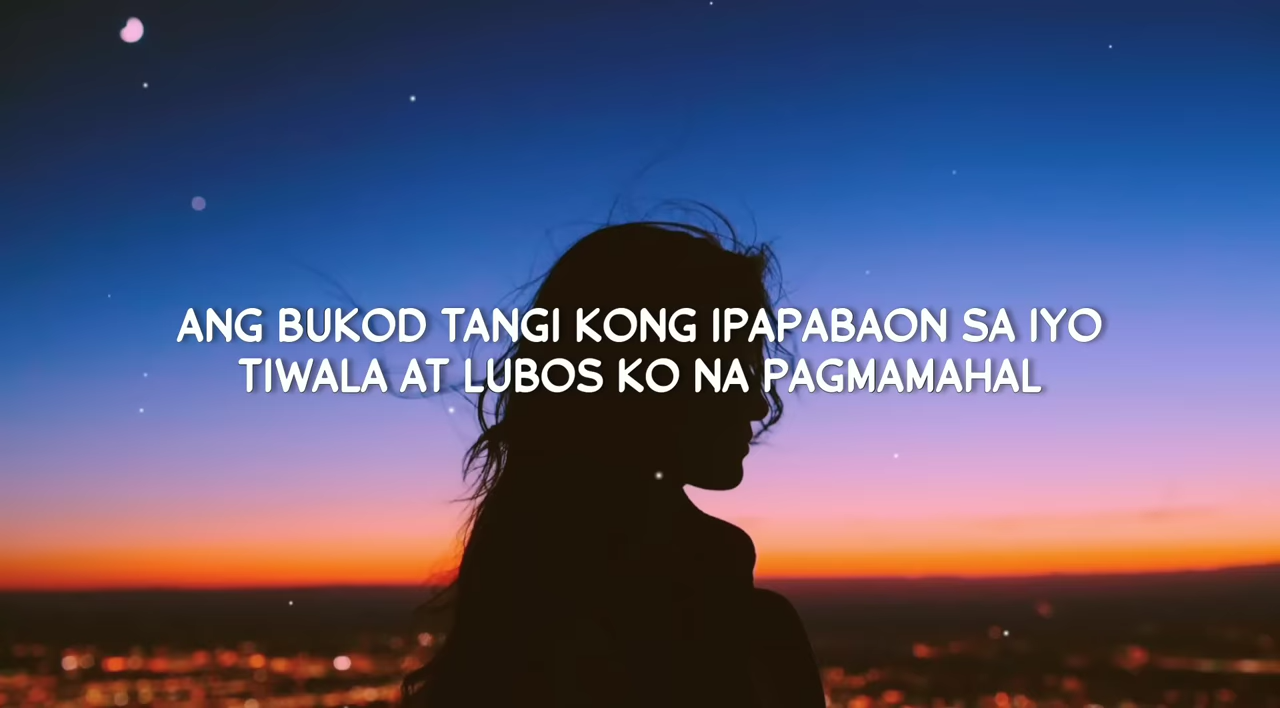 ANG BUKOD TANGI KONG IPAPABAON SA IYO
TIWALA AT LUBOS KO NA PAGMAMAHAL